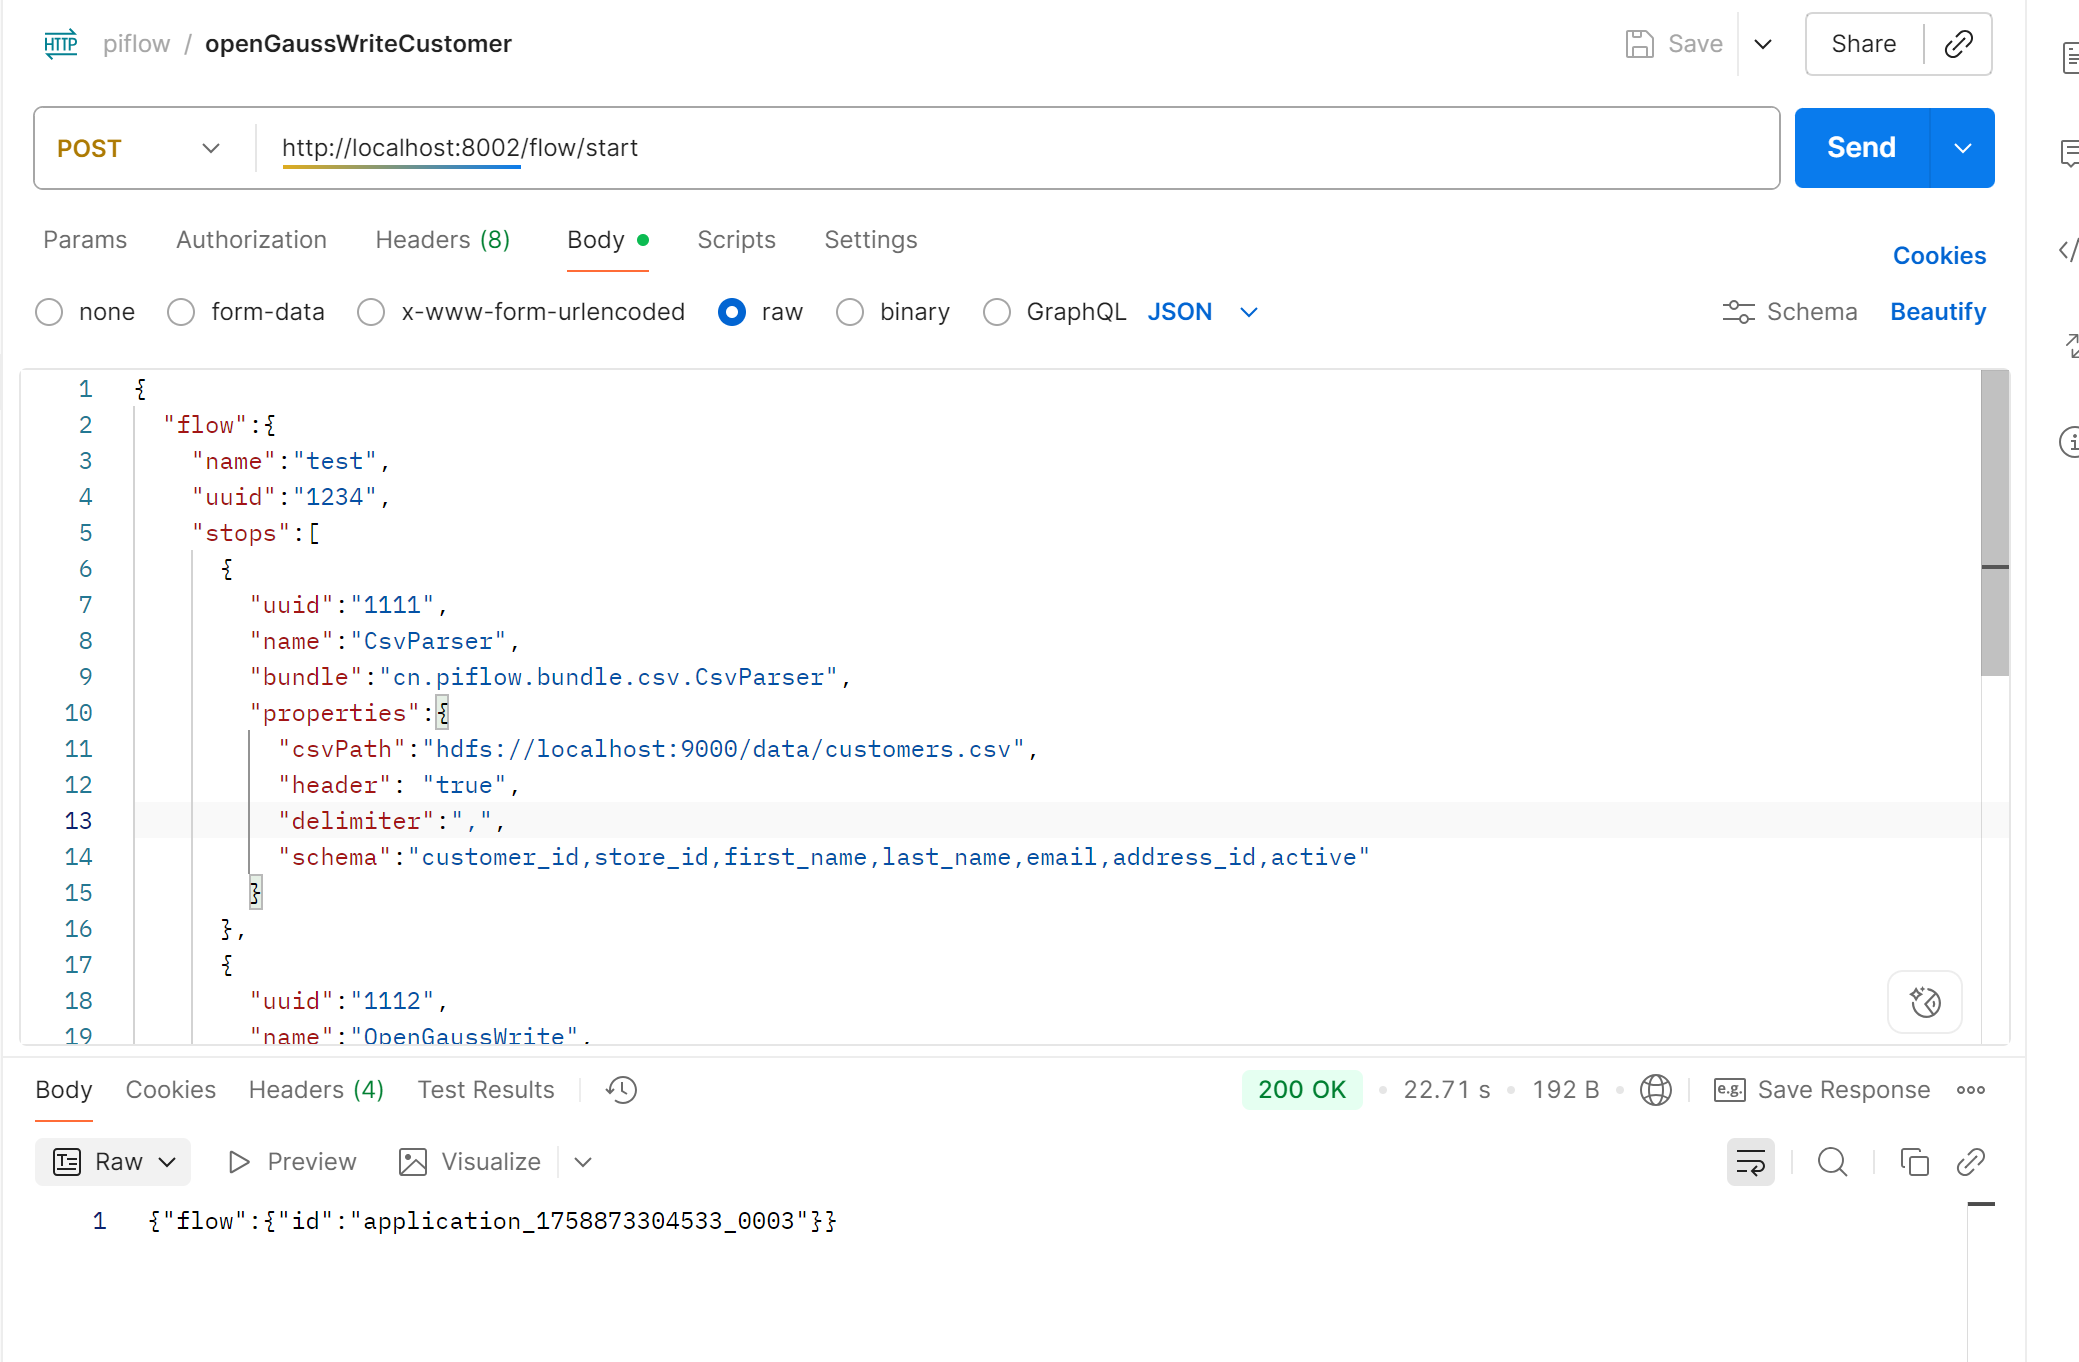 HTTP piflow / openGaussWriteCustomer Save Share
POST http://localhost:8002/flow/start Send
Params Authorization Headers (8) Body Scripts Settings Cookies
none form-data x-www-form-urlencoded raw binary GraphQL JSON Schema Beautify
1 {
2 "flow":{
3 "name":"test",
4 "uuid":"1234",
5 "stops":[
6 {
7 "uuid":"1111",
8 "name":"CsvParser",
9 "bundle":"cn.piflow.bundle.csv.CsvParser",
10 "properties":{
11 "csvPath":"hdfs://localhost:9000/data/customers.csv",
12 "header": "true",
13 "delimiter":",",
14 "schema":"customer_id,store_id,first_name,last_name,email,address_id,active"
15 }
16 },
17 {
18 "uuid":"1112",
19 "name":"OpenGaussWrite",
Body Cookies Headers (4) Test Results 200 OK 22.71 s 192 B e.g. Save Response
Raw Preview Visualize
1 {"flow":{"id":"application_1758873304533_0003"}}